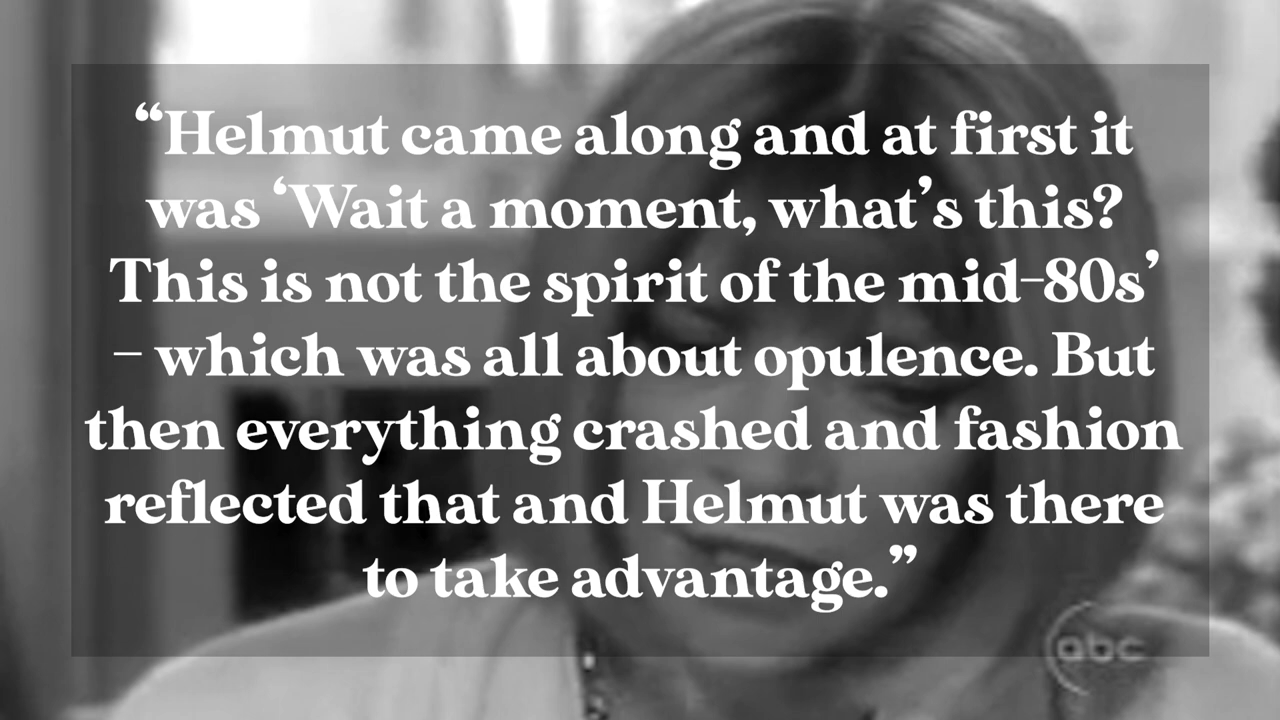 “Helmut came along and at first it
was ‘Wait a moment, what’s this?
This is not the spirit of the mid-80s’
– which was all about opulence. But
then everything crashed and fashion
reflected that and Helmut was there
to take advantage.”
abc